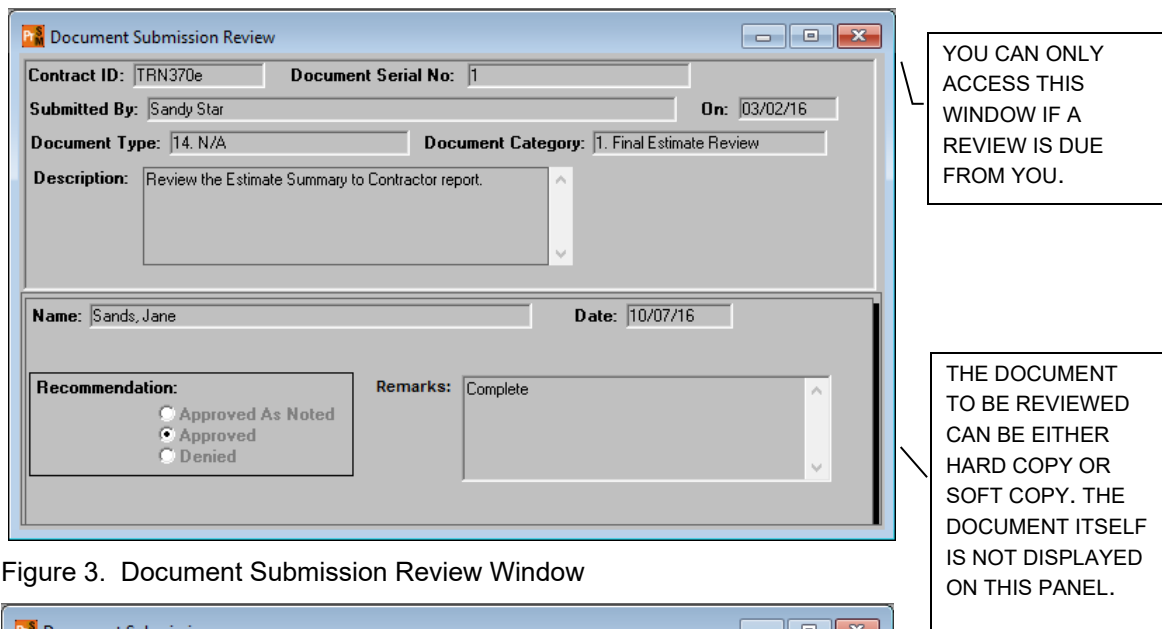 Document Submission Review
Contract ID: TRN370e Document Serial No: 1
Submitted By: Sandy Star On: 03/02/16
Document Type: 14. N/A Document Category: 1. Final Estimate Review
Description: Review the Estimate Summary to Contractor report.
Name: Sands, Jane Date: 10/07/16
Recommendation:
Approved As Noted
Approved
Denied
Remarks: Complete
YOU CAN ONLY
ACCESS THIS
WINDOW IF A
REVIEW IS DUE
FROM YOU.
THE DOCUMENT
TO BE REVIEWED
CAN BE EITHER
HARD COPY OR
SOFT COPY. THE
DOCUMENT ITSELF
IS NOT DISPLAYED
ON THIS PANEL.
Figure 3. Document Submission Review Window